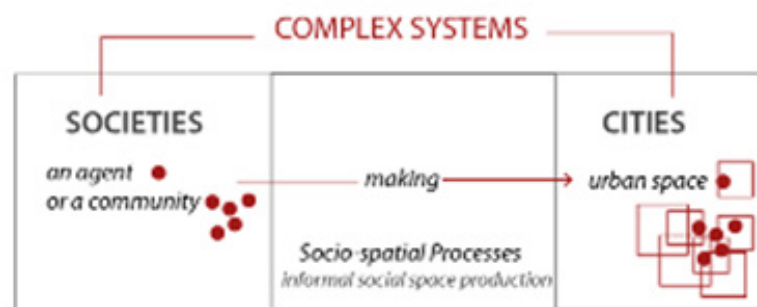 COMPLEX SYSTEMS
SOCIETIES
an agent
or a community
making
Socio-spatial Processes
informal social space production
CITIES
urban space